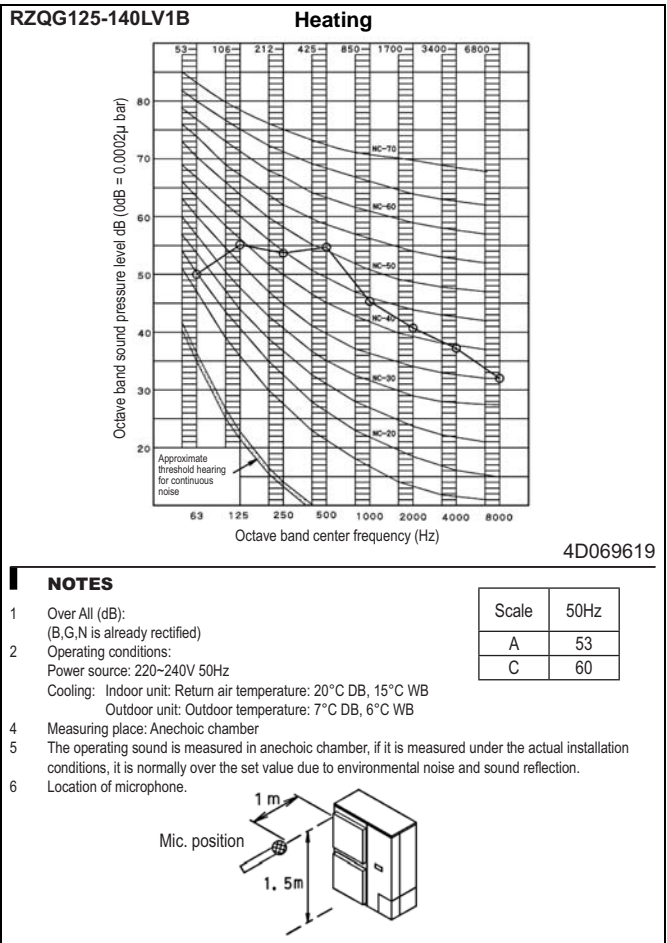 RZQG125-140LV1B Heating
53 106 212 425 850 1700 3400 6800
80
70
60
50
40
30
20
Octave band sound pressure level dB (0dB = 0.0002µ bar)
NC-70
NC-60
NC-50
NC-40
NC-30
NC-20
Approximate
threshold hearing
for continuous
noise
63 125 250 500 1000 2000 4000 8000
Octave band center frequency (Hz)
4D069619
NOTES
1 Over All (dB):
(B,G,N is already rectified)
2 Operating conditions:
Power source: 220~240V 50Hz
Cooling: Indoor unit: Return air temperature: 20°C DB, 15°C WB
Outdoor unit: Outdoor temperature: 7°C DB, 6°C WB
4 Measuring place: Anechoic chamber
5 The operating sound is measured in anechoic chamber, if it is measured under the actual installation
conditions, it is normally over the set value due to environmental noise and sound reflection.
6 Location of microphone.
Scale 50Hz
A 53
C 60
1 m
Mic. position
1. 5m